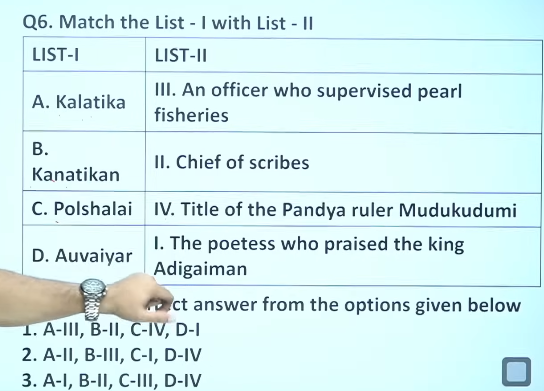 Q6. Match the List - I with List - II
LIST-I LIST-II
A. Kalatika III. An officer who supervised pearl
fisheries
B.
Kanatikan II. Chief of scribes
C. Polshalai IV. Title of the Pandya ruler Mudukudumi
D. Auvaiyar I. The poetess who praised the king
Adigaiman
answer from the options given below
1. A-III, B-II, C-IV, D-I
2. A-II, B-III, C-I, D-IV
3. A-I, B-II, C-III, D-IV